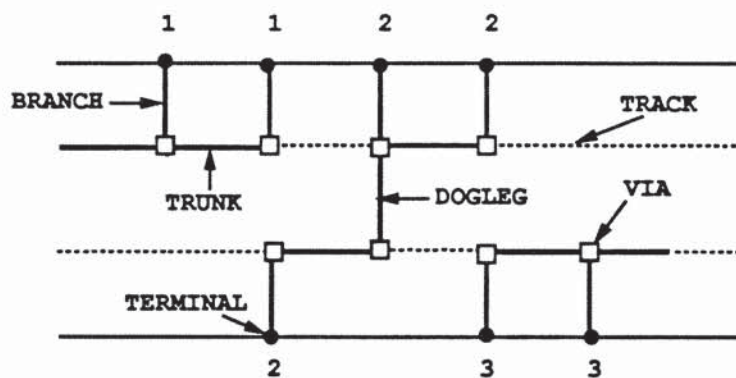 1 1 2 2
BRANCH
TRACK
TRUNK
DOGLEG
VIA
TERMINAL
2 3 3